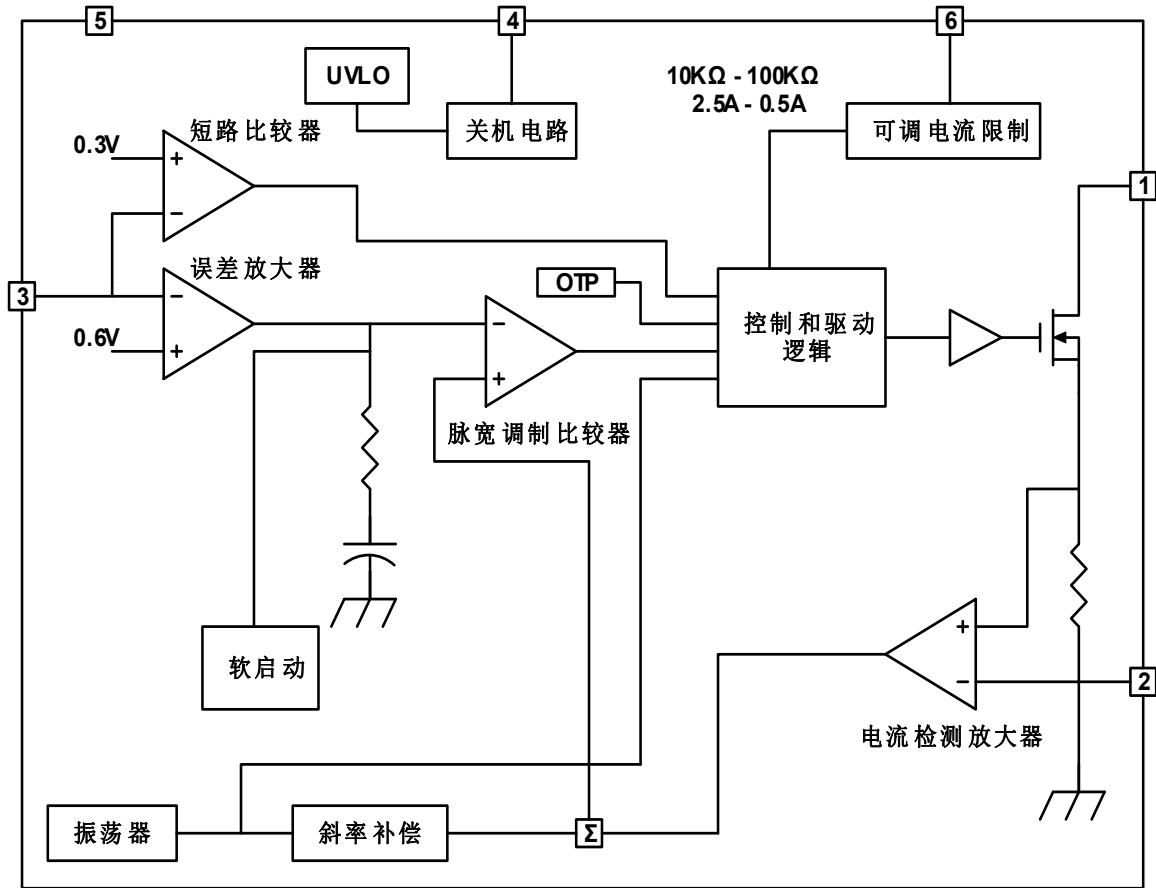 5
4
6
UVLO
10KΩ - 100KΩ
2.5A - 0.5A
关机电路
可调电流限制
短路比较器
0.3V
+
−
1
误差放大器
3
−
0.6V
+
OTP
−
+
控制和驱动
逻辑
脉宽调制比较器
软启动
+
−
2
电流检测放大器
振荡器
斜率补偿
Σ